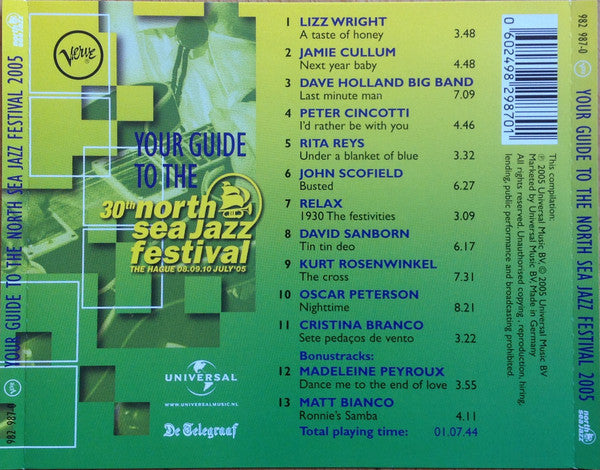 982 987-0
Verve
YOUR GUIDE TO THE NORTH SEA JAZZ FESTIVAL 2005
north sea jazz
Verve
YOUR GUIDE
TO THE
30th north
sea Jazz
festival
THE HAGUE 08.09.10 JULY'05
UNIVERSAL
WWW.UNIVERSALMUSIC.NL
De Telegraaf
1 LIZZ WRIGHT
A taste of honey 3.48
2 JAMIE CULLUM
Next year baby 4.48
3 DAVE HOLLAND BIG BAND
Last minute man 7.09
4 PETER CINCOTTI
I'd rather be with you 4.46
5 RITA REYS
Under a blanket of blue 3.32
6 JOHN SCOFIELD
Busted 6.27
7 RELAX
1930 The festivities 3.09
8 DAVID SANBORN
Tin tin deo 6.17
9 KURT ROSENWINKEL
The cross 7.31
10 OSCAR PETERSON
Nighttime 8.21
11 CRISTINA BRANCO
Sete pedaços de vento 3.22
Bonustracks:
12 MADELEINE PEYROUX
Dance me to the end of love 3.55
13 MATT BIANCO
Ronnie's Samba 4.11
Total playing time: 01.07.44
0 602498 298701
This compilation:
℗ 2005 Universal Music BV © 2005 Universal Music BV
Marketed by Universal Music BV, Made in Germany
All rights reserved. Unauthorised copying, reproduction, hiring,
lending, public performance and broadcasting prohibited.
982 987-0
Verve
YOUR GUIDE TO THE NORTH SEA JAZZ FESTIVAL 2005
north sea jazz